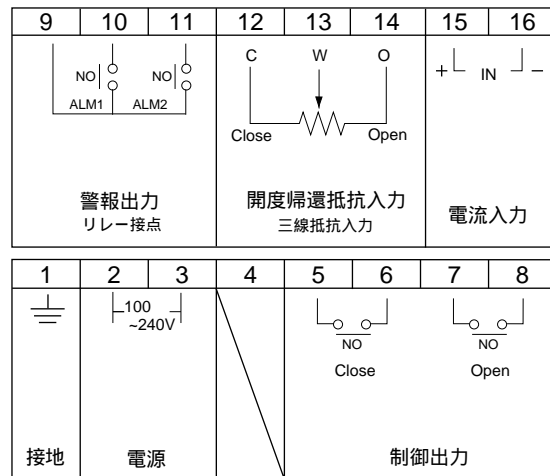 9 10 11 12 13 14 15 16
C W O
+ IN −
NO NO
ALM1 ALM2
Close Open
警報出力
リレー接点
開度帰還抵抗入力
三線抵抗入力
電流入力
1 2 3 4 5 6 7 8
100
~240V
NO NO
Close Open
接地 電源 制御出力